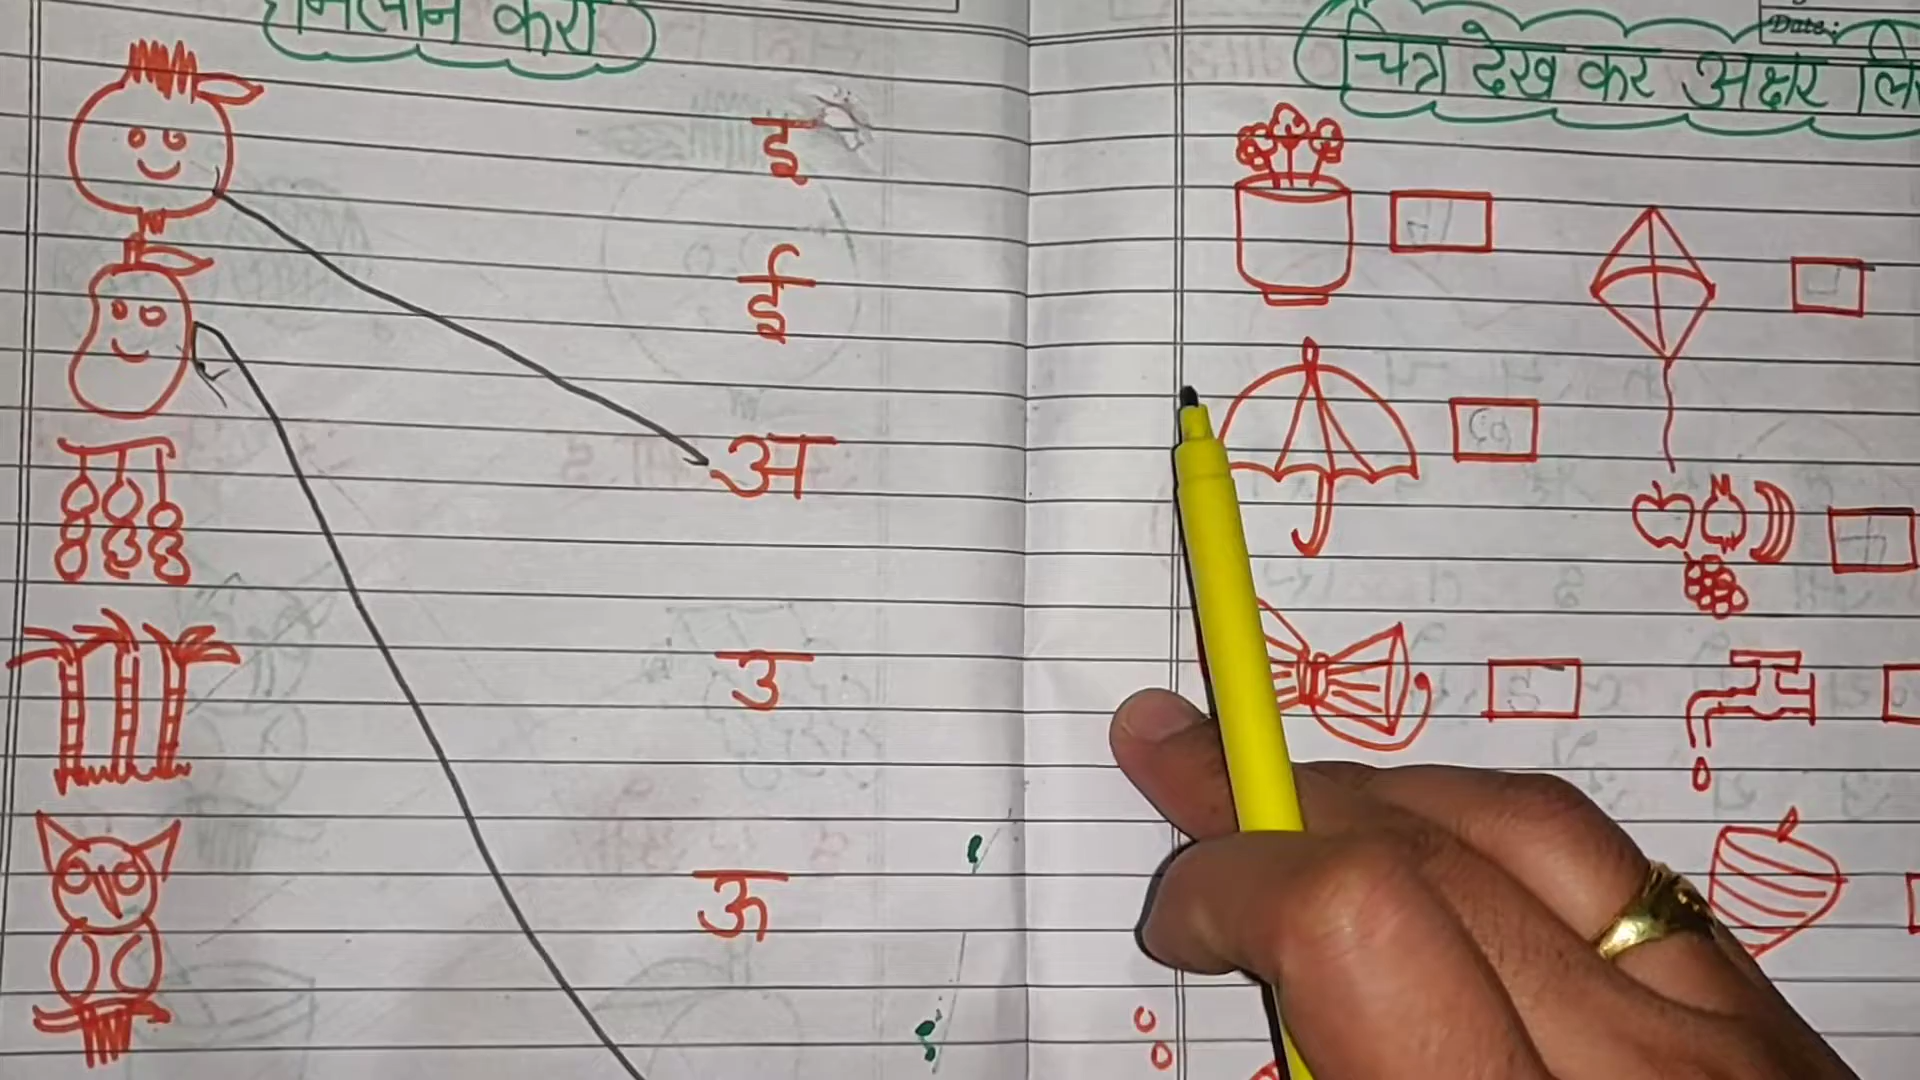 मिलान करो
इ
ई
अ
उ
ऊ
Date:
चित्र देख कर अक्षर